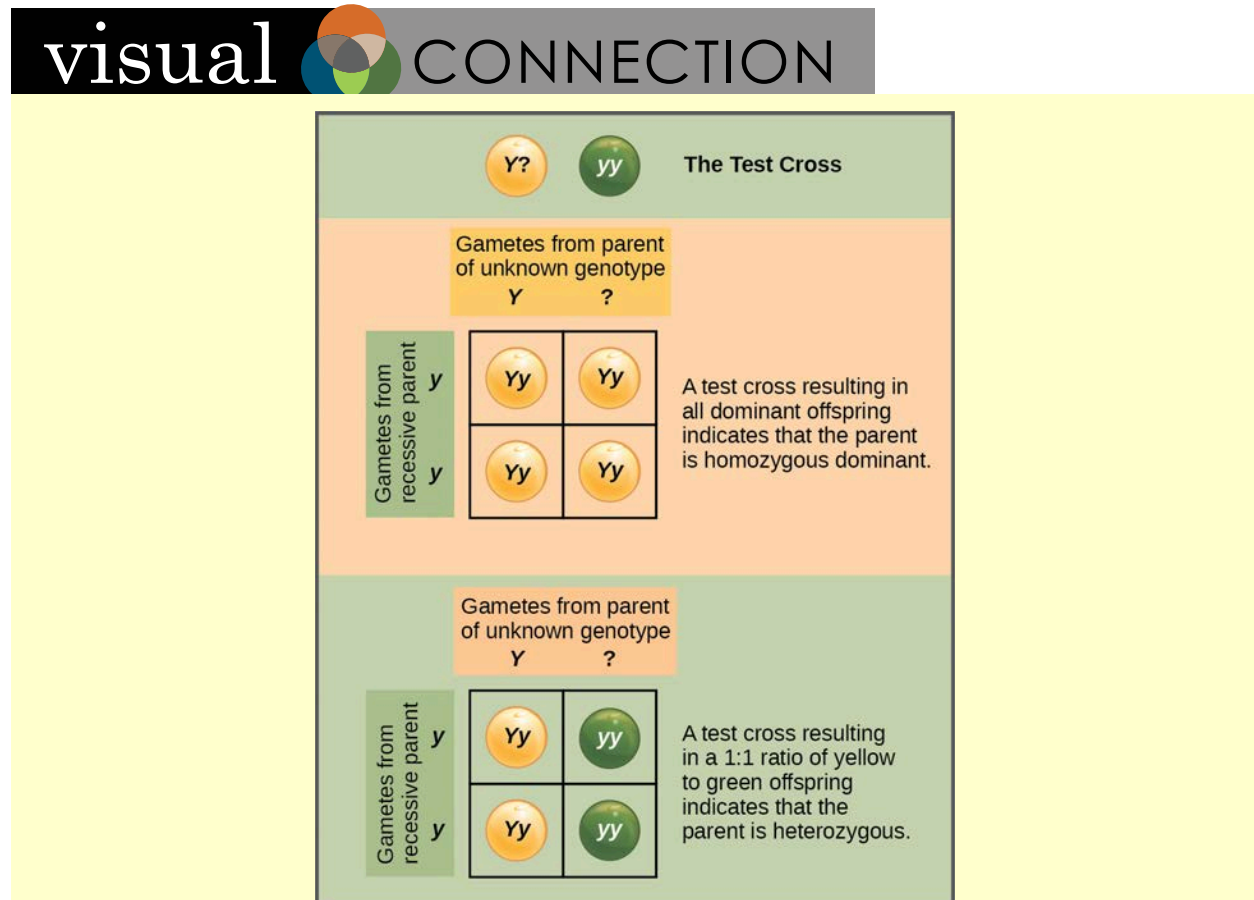 visual CONNECTION
Y? yy The Test Cross
Gametes from parent
of unknown genotype
Y ?
Gametes from
recessive parent
y
y
Yy Yy
Yy Yy
A test cross resulting in
all dominant offspring
indicates that the parent
is homozygous dominant.
Gametes from parent
of unknown genotype
Y ?
Gametes from
recessive parent
y
y
Yy yy
Yy yy
A test cross resulting
in a 1:1 ratio of yellow
to green offspring
indicates that the
parent is heterozygous.